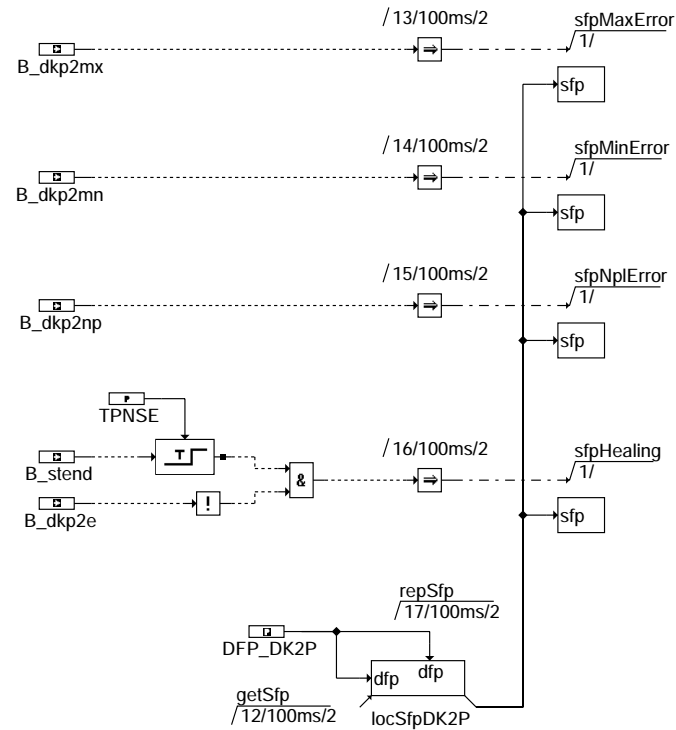 /13/100ms/2
sfpMaxError
1/
B_dkp2mx
⇒
sfp
/14/100ms/2
sfpMinError
1/
B_dkp2mn
⇒
sfp
/15/100ms/2
sfpNplError
1/
B_dkp2np
⇒
sfp
TPNSE
P
/16/100ms/2
sfpHealing
1/
B_stend
T
&
⇒
B_dkp2e
!
sfp
repSfp
/17/100ms/2
DFP_DK2P
dfp
dfp
getSfp
/12/100ms/2
locSfpDK2P